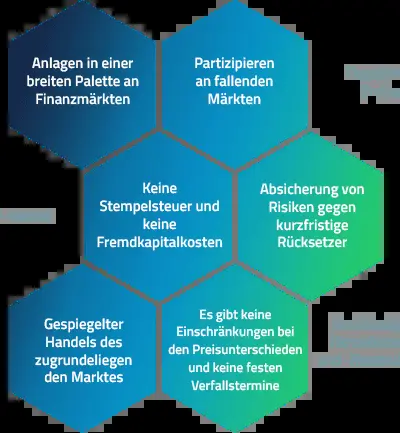 Anlagen in einer
breiten Palette an
Finanzmärkten
Partizipieren
an fallenden
Märkten
Keine
Stempelsteuer und
keine
Fremdkapitalkosten
Absicherung von
Risiken gegen
kurzfristige
Rücksetzer
Gespiegelter
Handels des
zugrundeliegen
den Marktes
Es gibt keine
Einschränkungen bei
den Preisunterschieden
und keine festen
Verfallstermine